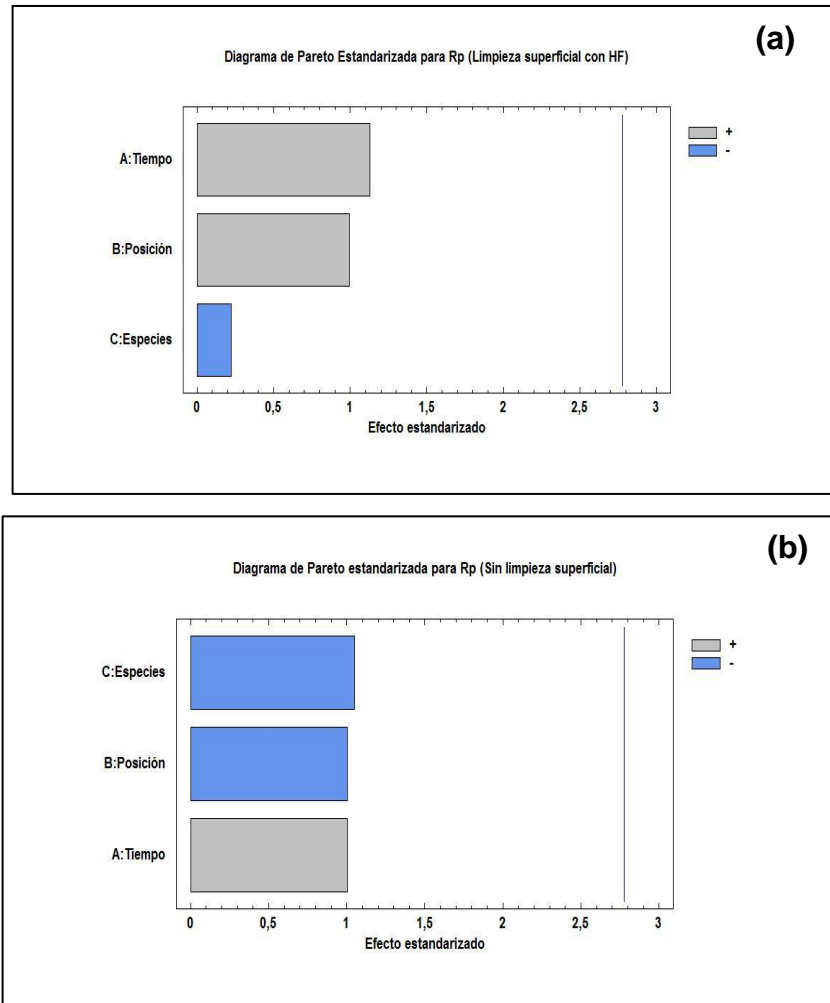 (a)
Diagrama de Pareto Estandarizada para Rp (Limpieza superficial con HF)
+
-
A:Tiempo
B:Posición
C:Especies
0 0,5 1 1,5 2 2,5 3
Efecto estandarizado
(b)
Diagrama de Pareto estandarizada para Rp (Sin limpieza superficial)
+
-
C:Especies
B:Posición
A:Tiempo
0 0,5 1 1,5 2 2,5 3
Efecto estandarizado